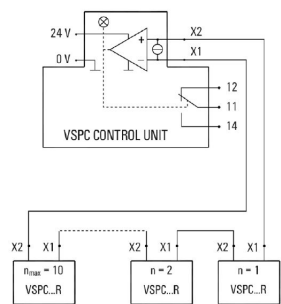 24 V
X2
0 V
X1
12
11
14
VSPC CONTROL UNIT
X2 X1 X2 X1 X2 X1
nmax = 10 n = 2 n = 1
VSPC...R VSPC...R VSPC...R